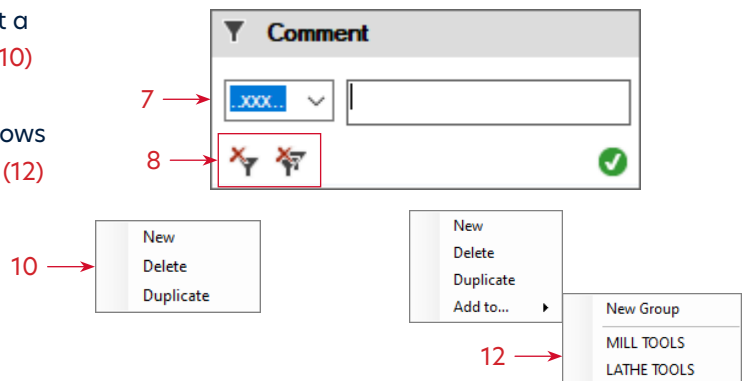 t a
10)
ows
(12)
Comment
7
..xxx..
8
10
New
Delete
Duplicate
New
Delete
Duplicate
Add to...
12
New Group
MILL TOOLS
LATHE TOOLS